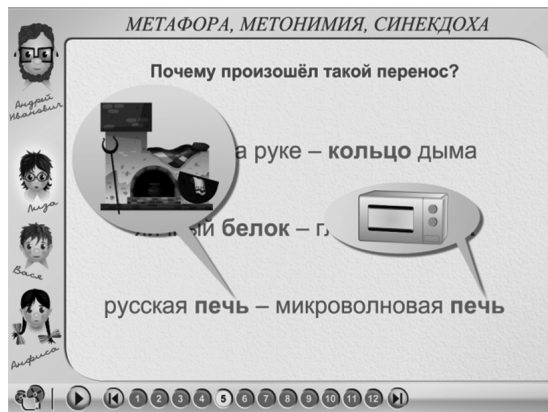 МЕТАФОРА, МЕТОНИМИЯ, СИНЕКДОХА
Почему произошёл такой перенос?
Андрей
Иванович
а руке – кольцо дыма
Лиза
ый белок – гл
Вася
русская печь – микроволновая печь
Анфиса
1 2 3 4 5 6 7 8 9 10 11 12